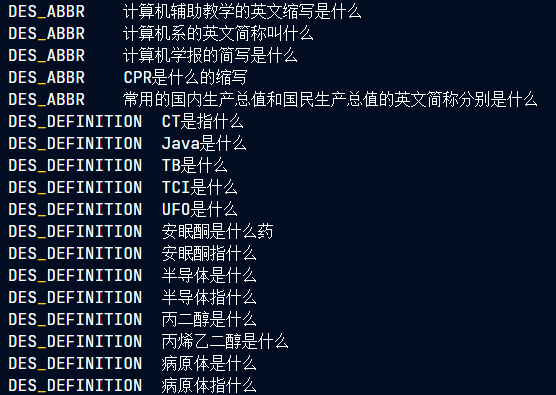 DES_ABBR 计算机辅助教学的英文缩写是什么
DES_ABBR 计算机系的英文简称叫什么
DES_ABBR 计算机学报的简写是什么
DES_ABBR CPR是什么的缩写
DES_ABBR 常用的国内生产总值和国民生产总值的英文简称分别是什么
DES_DEFINITION CT是指什么
DES_DEFINITION Java是什么
DES_DEFINITION TB是什么
DES_DEFINITION TCI是什么
DES_DEFINITION UFO是什么
DES_DEFINITION 安眠酮是什么药
DES_DEFINITION 安眠酮指什么
DES_DEFINITION 半导体是什么
DES_DEFINITION 半导体指什么
DES_DEFINITION 丙二醇是什么
DES_DEFINITION 丙烯乙二醇是什么
DES_DEFINITION 病原体是什么
DES_DEFINITION 病原体指什么